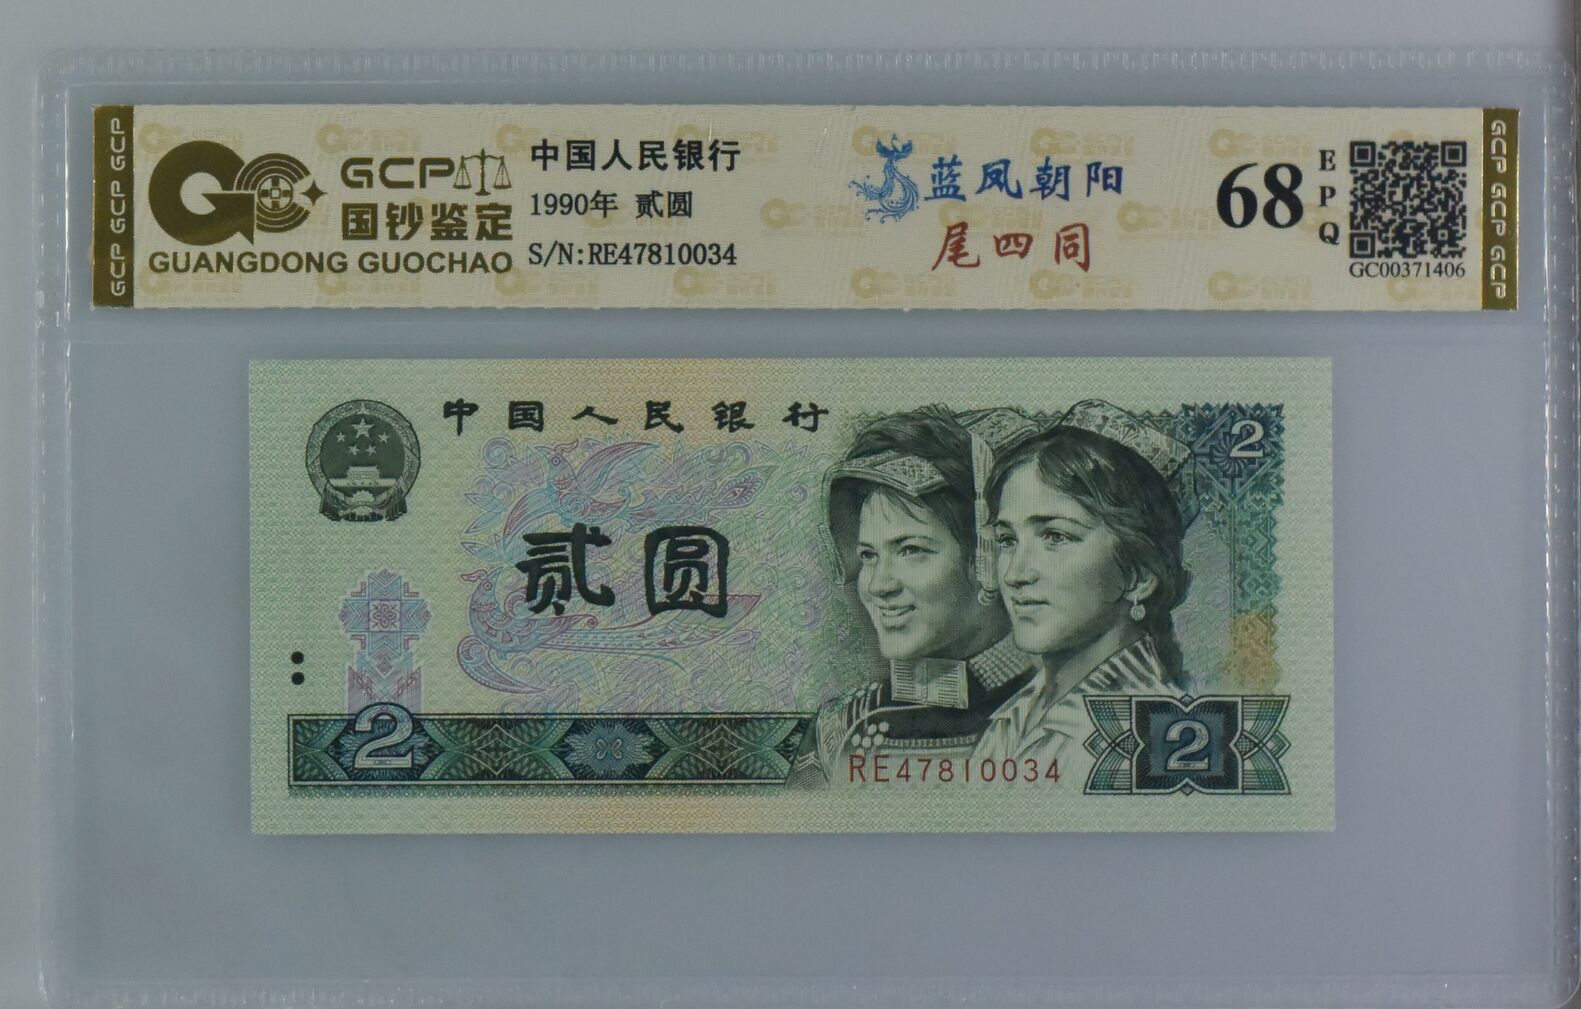 GCP GCP GCP
GCP
国钞鉴定
GUANGDONG GUOCHAO
中国人民银行
1990年 贰圆
S/N:RE47810034
蓝凤朝阳
尾四同
68
EPQ
GC00371406
GCP GCP GCP
中国人民银行
2
贰圆
2
RE47810034
2